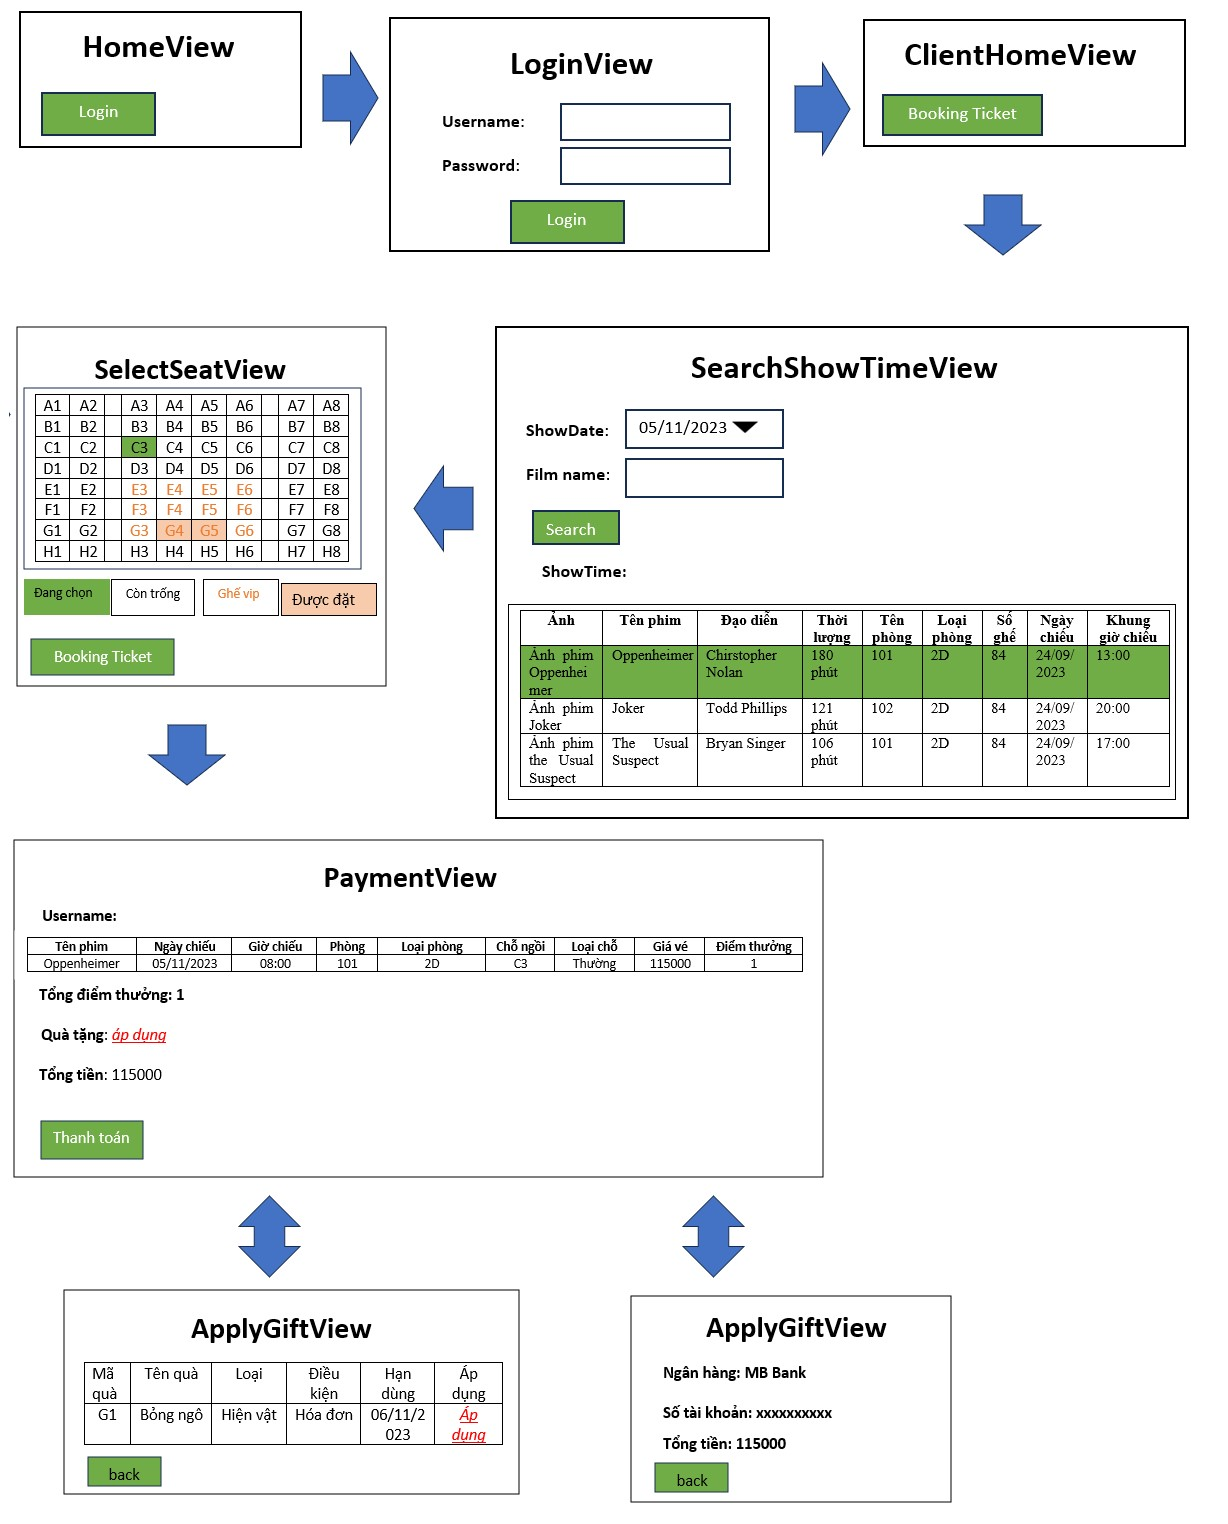 HomeView
Login
LoginView
Username:
Password:
Login
ClientHomeView
Booking Ticket
SelectSeatView
A1 A2 A3 A4 A5 A6 A7 A8
B1 B2 B3 B4 B5 B6 B7 B8
C1 C2 C3 C4 C5 C6 C7 C8
D1 D2 D3 D4 D5 D6 D7 D8
E1 E2 E3 E4 E5 E6 E7 E8
F1 F2 F3 F4 F5 F6 F7 F8
G1 G2 G3 G4 G5 G6 G7 G8
H1 H2 H3 H4 H5 H6 H7 H8
Đang chọn Còn trống Ghế vip Được đặt
Booking Ticket
SearchShowTimeView
ShowDate: 05/11/2023
Film name:
Search
ShowTime:
Ảnh Tên phim Đạo diễn Thời Tên Loại Số Ngày Khung
lượng phòng phòng ghế chiếu giờ chiếu
Ảnh phim Oppenheimer Chirstopher 180 101 2D 84 24/09/ 13:00
Oppenhei Nolan phút 2023
mer
Ảnh phim Joker Todd Phillips 121 102 2D 84 24/09/ 20:00
Joker phút 2023
Ảnh phim The Usual Bryan Singer 106 101 2D 84 24/09/ 17:00
the Usual Suspect phút 2023
Suspect
PaymentView
Username:
Tên phim Ngày chiếu Giờ chiếu Phòng Loại phòng Chỗ ngồi Loại chỗ Giá vé Điểm thưởng
Oppenheimer 05/11/2023 08:00 101 2D C3 Thường 115000 1
Tổng điểm thưởng: 1
Quà tặng: áp dụng
Tổng tiền: 115000
Thanh toán
ApplyGiftView
Mã Tên quà Loại Điều Hạn Áp
quà kiện dùng dụng
G1 Bỏng ngô Hiện vật Hóa đơn 06/11/2 Áp
023 dụng
back
ApplyGiftView
Ngân hàng: MB Bank
Số tài khoản: xxxxxxxxxx
Tổng tiền: 115000
back